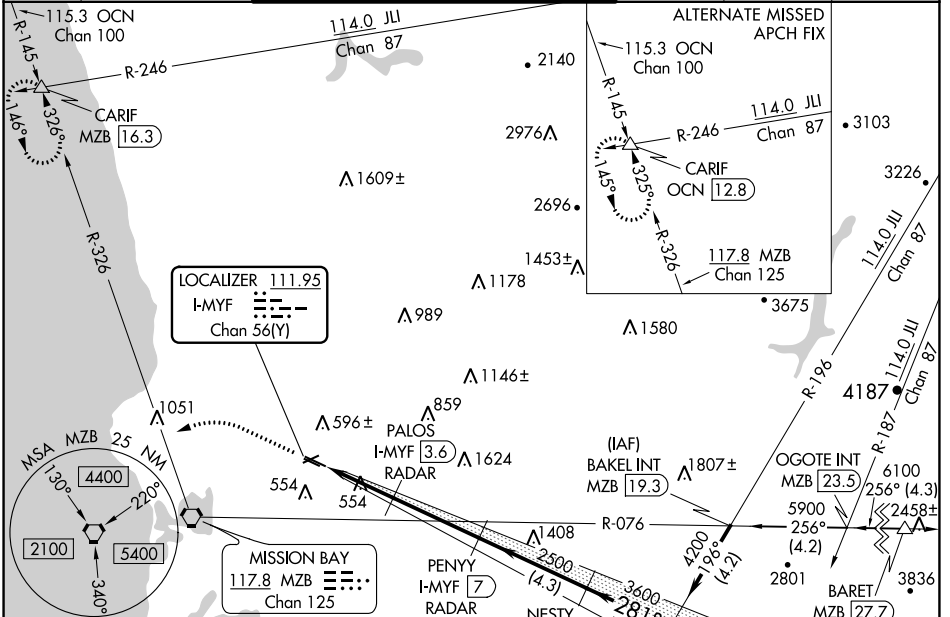 115.3 OCN
Chan 100
R-145
R-246
114.0 JLI
Chan 87
CARIF
MZB 16.3
146°
326°
R-326
ALTERNATE MISSED
APCH FIX
115.3 OCN
Chan 100
R-145
R-246
114.0 JLI
Chan 87
CARIF
OCN 12.8
145°
325°
R-326
117.8 MZB
Chan 125
2140
2976
1609±
2696
1453±
1178
989
1580
3103
3226
3675
114.0 JLI
Chan 87
R-196
114.0 JLI
Chan 87
R-187
4187
LOCALIZER 111.95
I-MYF
Chan 56(Y)
1051
596±
859
1146±
1624
554
554
PALOS
I-MYF 3.6
RADAR
(IAF)
BAKEL INT
MZB 19.3
1807±
OGOTE INT
MZB 23.5
6100
256° (4.3)
2458±
5900
256°
(4.2)
R-076
1408
4200
196°
(4.2)
2801
3836
BARET
MZB 27.7
MSA MZB 25 NM
130°
4400
220°
2100
5400
340°
MISSION BAY
117.8 MZB
Chan 125
PENYY
I-MYF 7
RADAR
2500
(4.3)
3600
NESTY